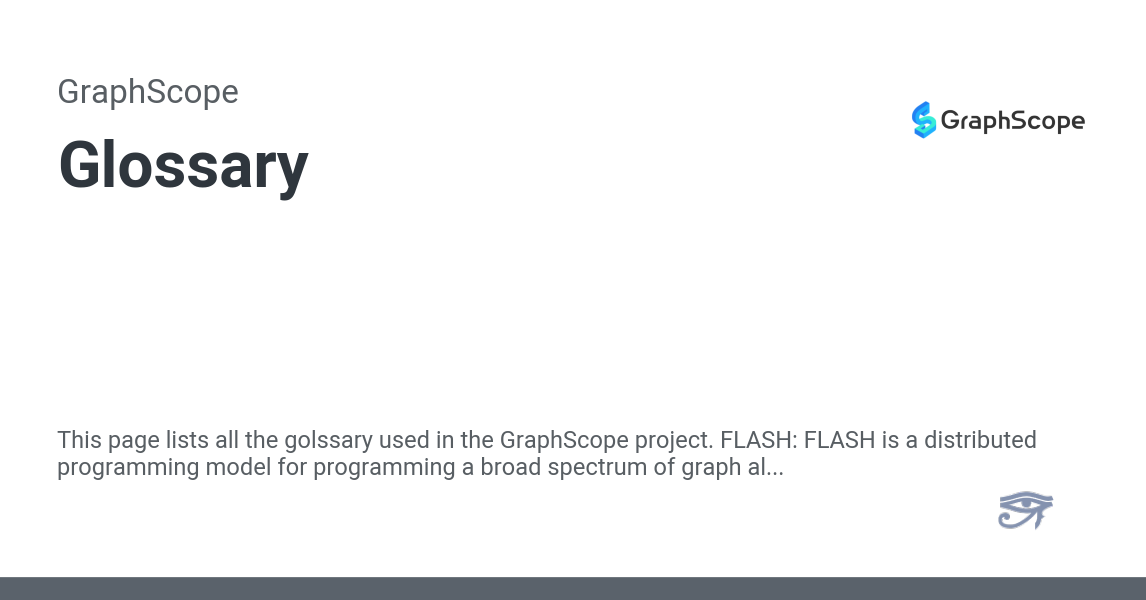 GraphScope
GraphScope
Glossary
This page lists all the golssary used in the GraphScope project. FLASH: FLASH is a distributed
programming model for programming a broad spectrum of graph al...